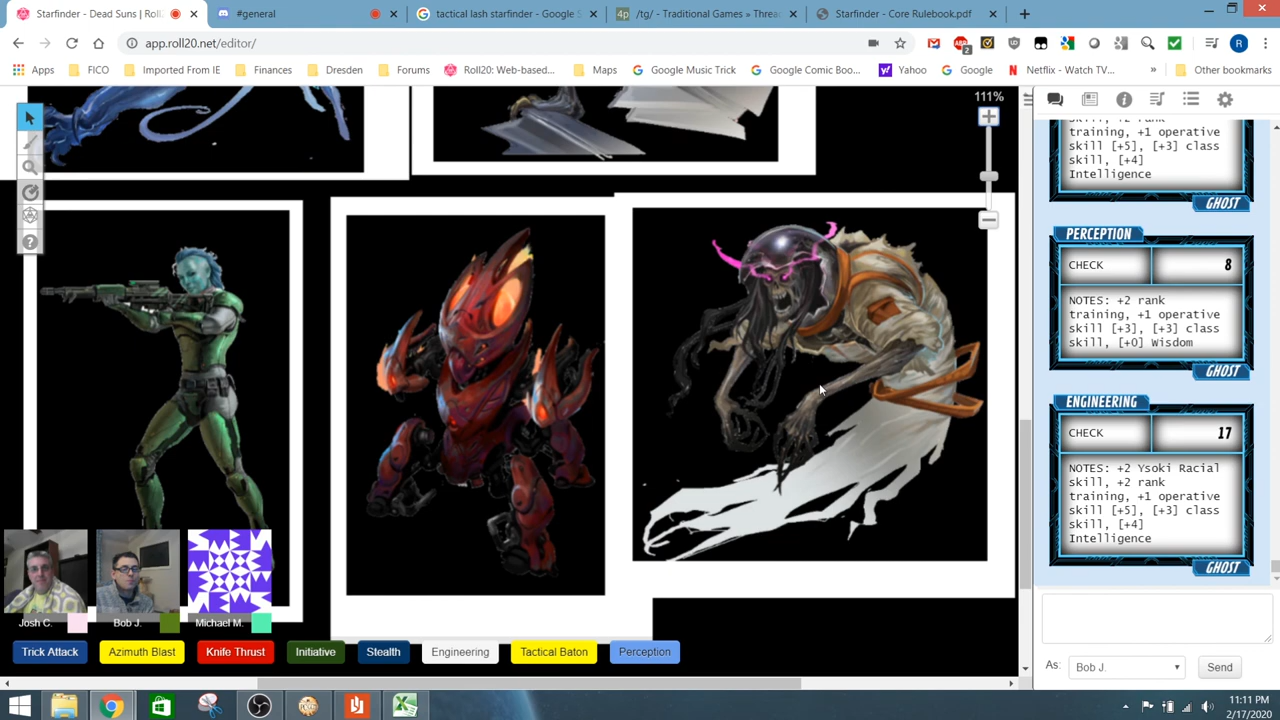 Starfinder - Dead Suns | Roll2
#general
tactical lash starfinder - Google S
/tg/ - Traditional Games » Threa
Starfinder - Core Rulebook.pdf
app.roll20.net/editor/
Apps
FICO
Imported From IE
Finances
Dresden
Forums
Roll20: Web-based...
Maps
Google Music Trick
Google Comic Boo...
Yahoo
Google
Netflix - Watch TV...
»
Other bookmarks
111%
training, +1 operative
skill [+5], [+3] class
skill, [+4]
Intelligence
GHOST
PERCEPTION
CHECK
8
NOTES: +2 rank
training, +1 operative
skill [+3], [+3] class
skill, [+0] Wisdom
GHOST
ENGINEERING
CHECK
17
NOTES: +2 Ysoki Racial
skill, +2 rank
training, +1 operative
skill [+5], [+3] class
skill, [+4]
Intelligence
GHOST
Josh C.
Bob J.
Michael M.
Trick Attack
Azimuth Blast
Knife Thrust
Initiative
Stealth
Engineering
Tactical Baton
Perception
As:
Bob J.
Send
11:11 PM
2/17/2020